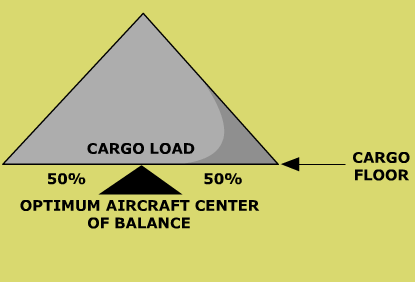 CARGO LOAD
50%
50%
CARGO
FLOOR
OPTIMUM AIRCRAFT CENTER
OF BALANCE